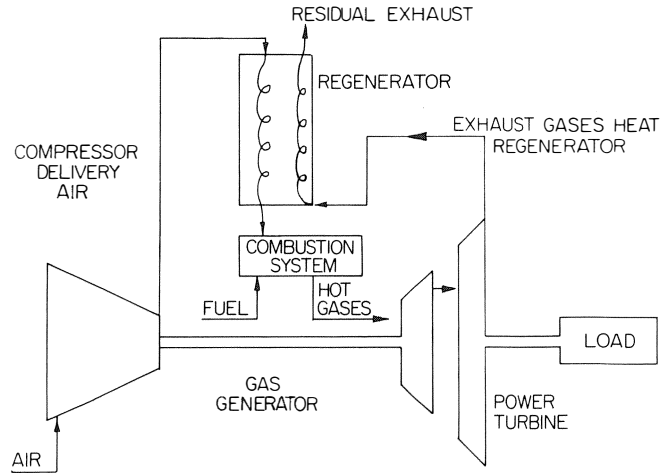 RESIDUAL EXHAUST
REGENERATOR
EXHAUST GASES HEAT
REGENERATOR
COMPRESSOR
DELIVERY
AIR
COMBUSTION
SYSTEM
FUEL
HOT
GASES
LOAD
GAS
GENERATOR
POWER
TURBINE
AIR